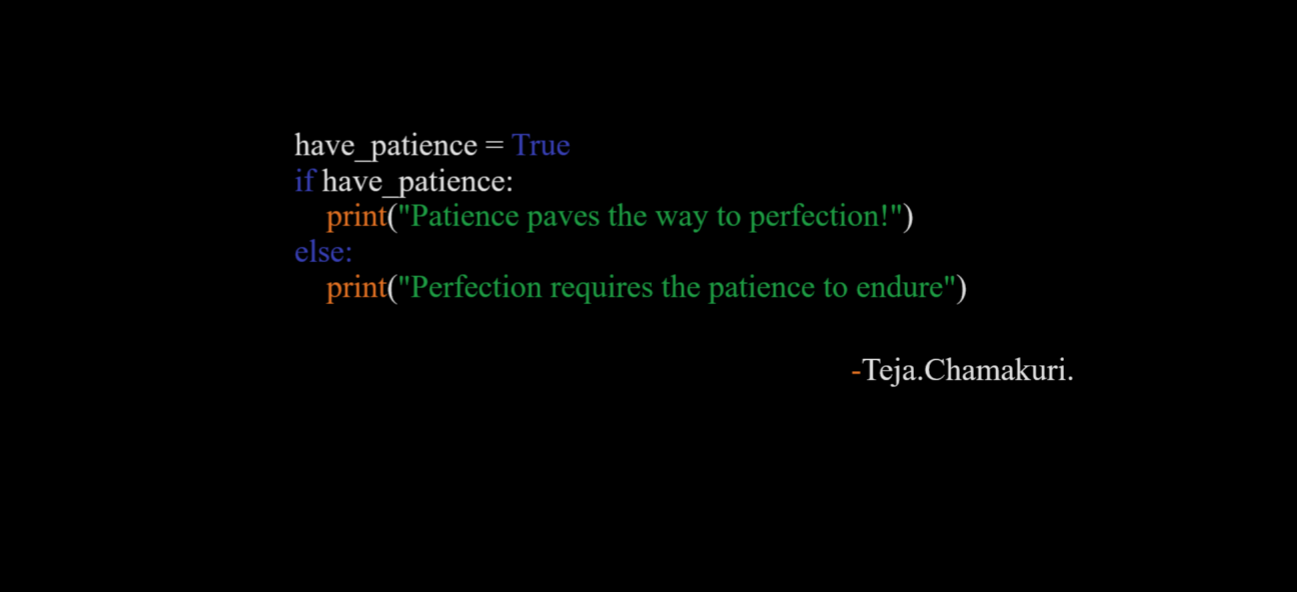 have_patience = True
if have_patience:
print("Patience paves the way to perfection!")
else:
print("Perfection requires the patience to endure")
-Teja.Chamakuri.